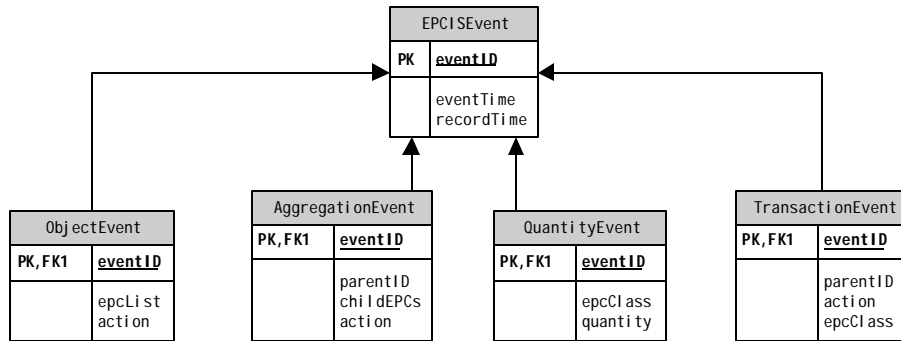 EPCISEvent
PK eventID
eventTime
recordTime
ObjectEvent
PK,FK1 eventID
epcList
action
AggregationEvent
PK,FK1 eventID
parentID
childEPCs
action
QuantityEvent
PK,FK1 eventID
epcClass
quantity
TransactionEvent
PK,FK1 eventID
parentID
action
epcClass